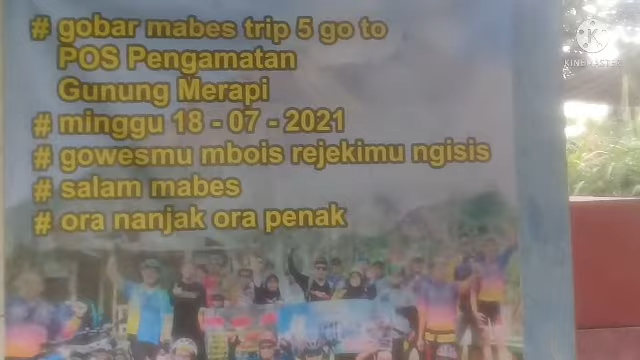 # gobar mabes trip 5 go to
POS Pengamatan
Gunung Merapi
# minggu 18 - 07 - 2021
# gowesmu mbois rejekimu ngisis
# salam mabes
# ora nanjak ora penak
KINEMASTER